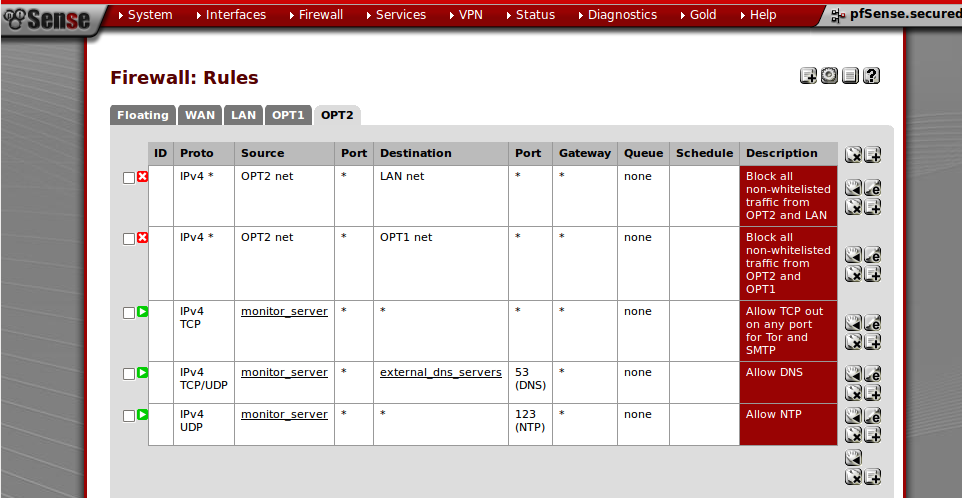 Sense
System Interfaces Firewall Services VPN Status Diagnostics Gold Help pfSense.secured
Firewall: Rules
Floating WAN LAN OPT1 OPT2
ID Proto Source Port Destination Port Gateway Queue Schedule Description
IPv4 * OPT2 net * LAN net * * none Block all
non-whitelisted
traffic from
OPT2 and LAN
IPv4 * OPT2 net * OPT1 net * * none Block all
non-whitelisted
traffic from
OPT2 and
OPT1
IPv4 monitor_server * * * * none Allow TCP out
TCP on any port
for Tor and
SMTP
IPv4 monitor_server * external_dns_servers 53 * none Allow DNS
TCP/UDP (DNS)
IPv4 monitor_server * * 123 * none Allow NTP
UDP (NTP)